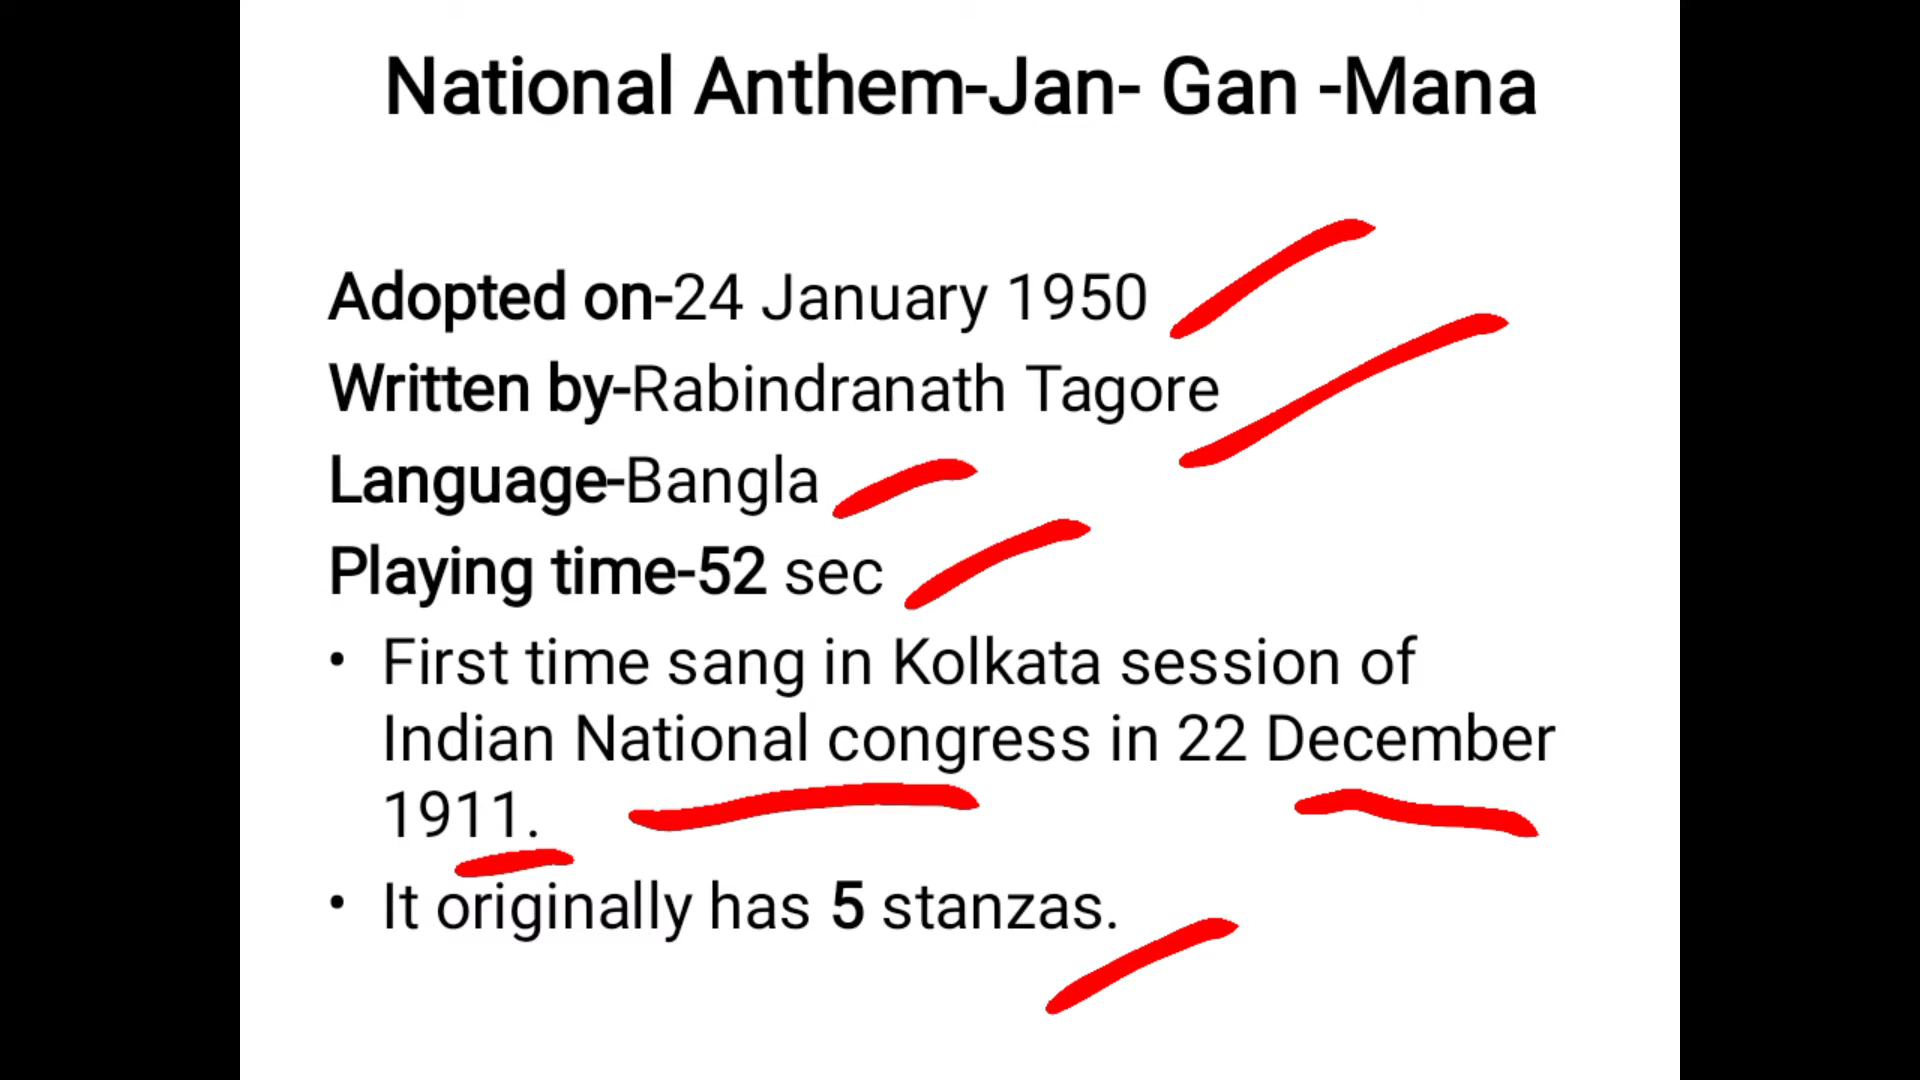 National Anthem-Jan- Gan -Mana
Adopted on-24 January 1950
Written by-Rabindranath Tagore
Language-Bangla
Playing time-52 sec
• First time sang in Kolkata session of
Indian National congress in 22 December
1911.
• It originally has 5 stanzas.